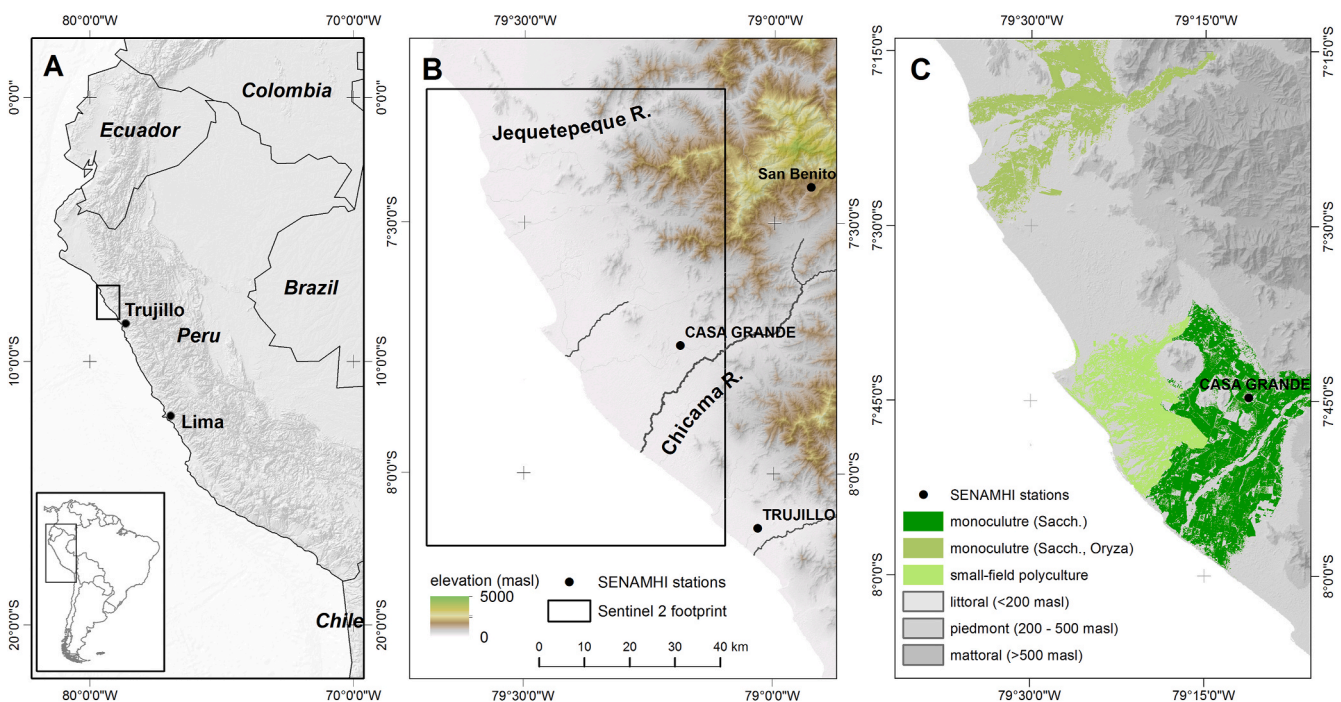 80°0'0"W
70°0'0"W
79°30'0"W
79°0'0"W
79°30'0"W
79°15'0"W
A
Colombia
Ecuador
Brazil
Trujillo
Peru
Lima
Chile
0°0'0"
10°0'0"S
20°0'0"S
0°0'0"
10°0'0"S
20°0'0"S
80°0'0"W
70°0'0"W
B
Jequetepeque R.
San Benito
CASA GRANDE
Chicama R.
TRUJILLO
7°30'0"S
8°0'0"S
7°30'0"S
8°0'0"S
elevation (masl)
5000
0
SENAMHI stations
Sentinel 2 footprint
0 10 20 30 40 km
79°30'0"W
79°0'0"W
C
CASA GRANDE
7°15'0"S
7°30'0"S
7°45'0"S
8°0'0"S
7°15'0"S
7°30'0"S
7°45'0"S
8°0'0"S
SENAMHI stations
monoculutre (Sacch.)
monoculutre (Sacch., Oryza)
small-field polyculture
littoral (<200 masl)
piedmont (200 - 500 masl)
mattoral (>500 masl)
79°30'0"W
79°15'0"W